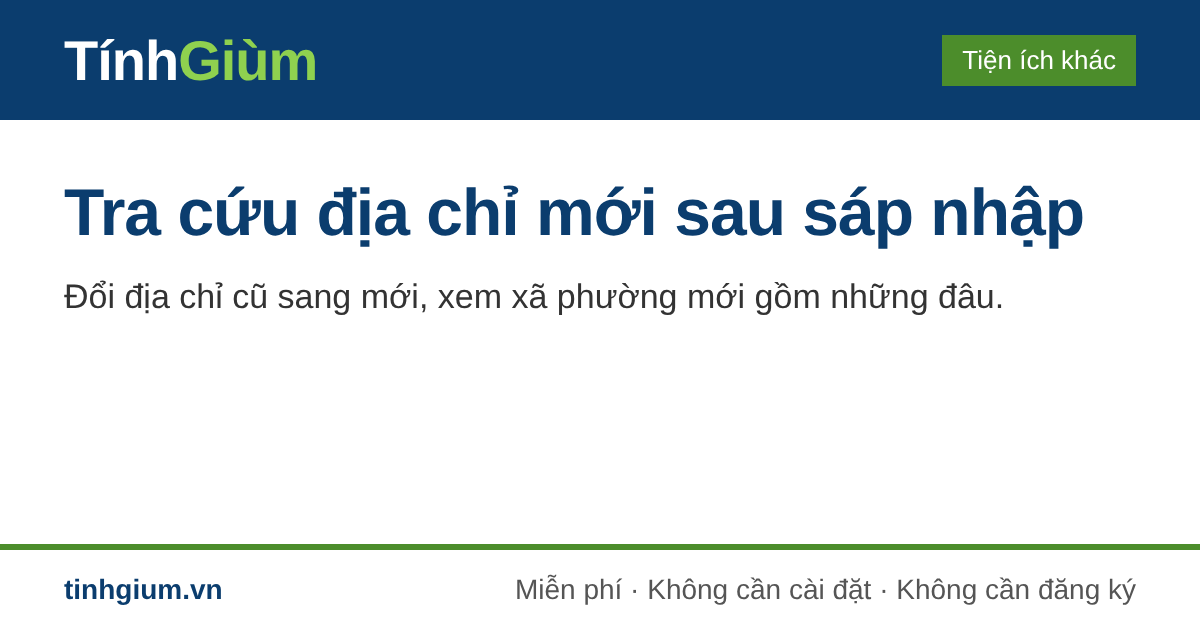 TínhGiùm
Tiện ích khác
Tra cứu địa chỉ mới sau sáp nhập
Đổi địa chỉ cũ sang mới, xem xã phường mới gồm những đâu.
tinhgium.vn
Miễn phí · Không cần cài đặt · Không cần đăng ký